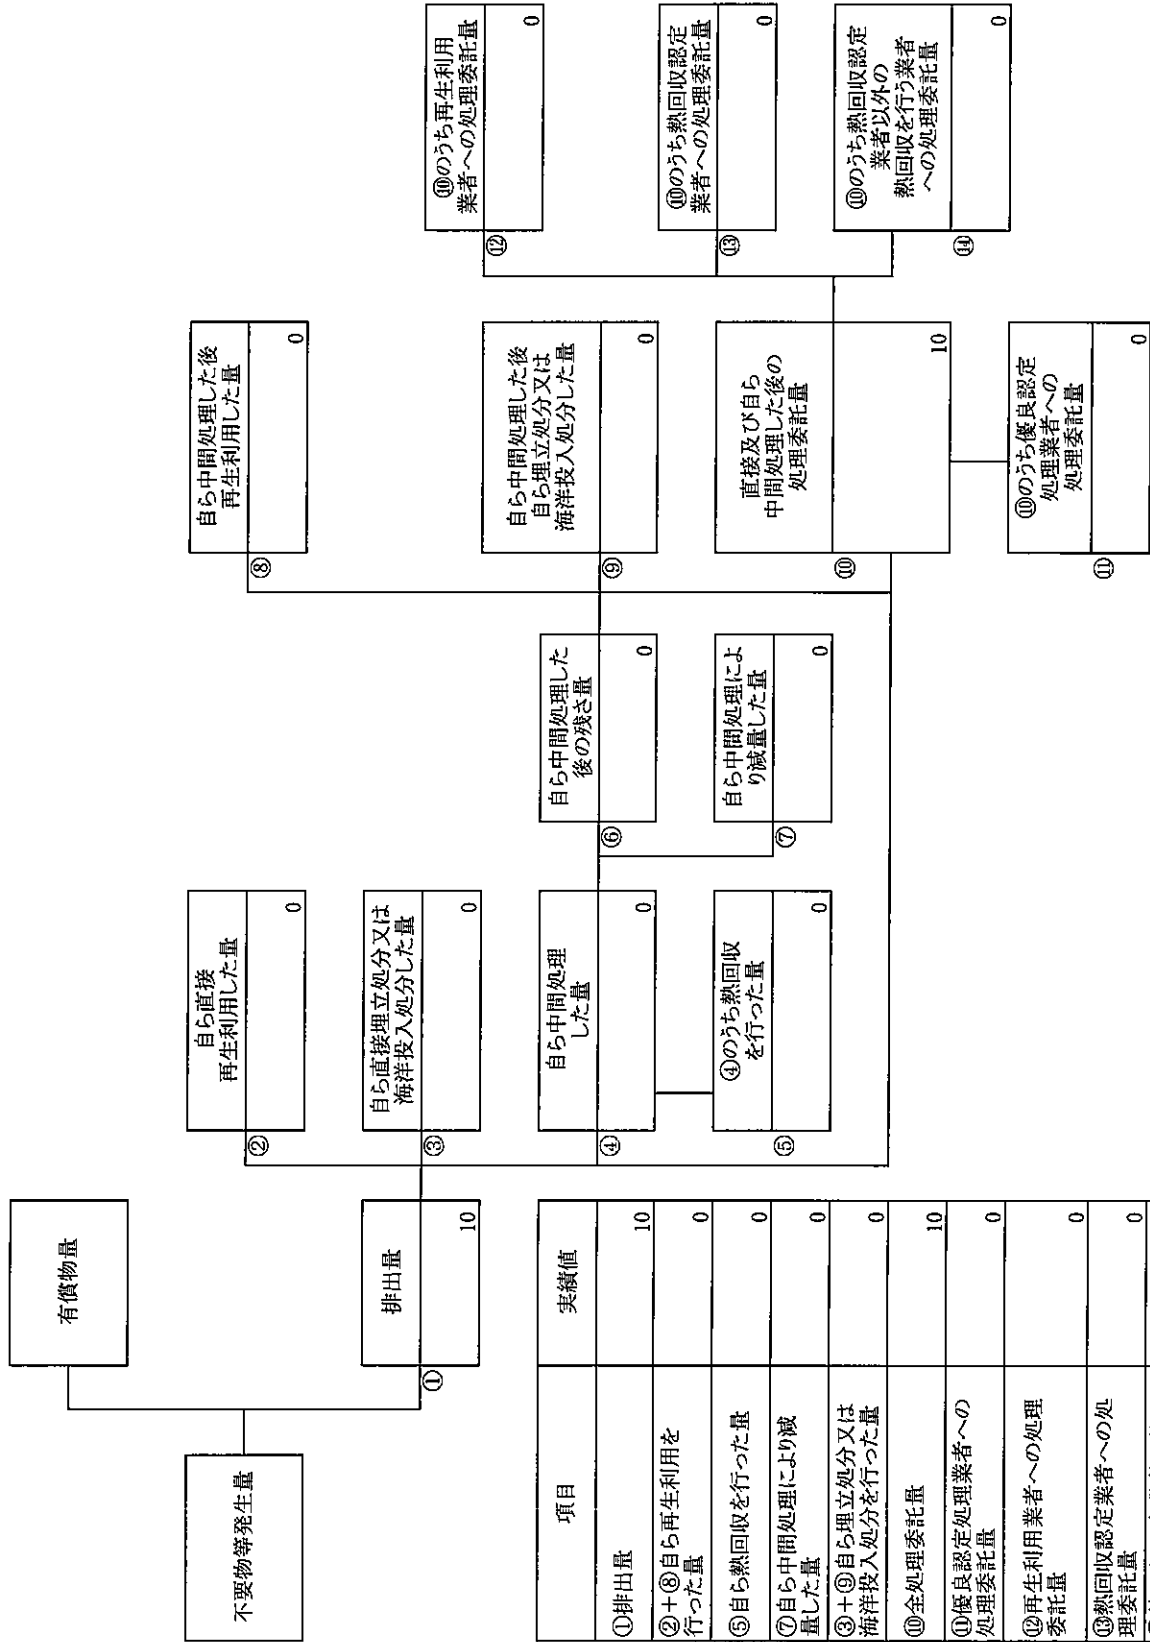 不要物等発生量
有償物量
①
排出量
10
②
自ら直接
再生利用した量
0
③
自ら直接埋立処分又は
海洋投入処分した量
0
④
自ら中間処理
した量
0
⑤
④のうち熱回収
を行った量
0
⑥
自ら中間処理した
後の残さ量
0
⑦
自ら中間処理によ
り減量した量
0
⑧
自ら中間処理した後
再生利用した量
0
⑨
自ら中間処理した後
自ら埋立処分又は
海洋投入処分した量
0
⑩
直接及び自ら
中間処理した後の
処理委託量
10
⑪
⑩のうち優良認定
処理業者への
処理委託量
0
⑫
⑩のうち再生利用
業者への処理委託量
0
⑬
⑩のうち熱回収認定
業者への処理委託量
0
⑭
⑩のうち熱回収認定
業者以外の
熱回収を行う業者
への処理委託量
0
項目
実績値
①排出量
10
②+⑧自ら再生利用を
行った量
0
⑤自ら熱回収を行った量
0
⑦自ら中間処理により減
量した量
0
③+⑨自ら埋立処分又は
海洋投入処分を行った量
0
⑩全処理委託量
10
⑪優良認定処理業者への
処理委託量
0
⑫再生利用業者への処理
委託量
0
⑬熱回収認定業者への処
理委託量
0